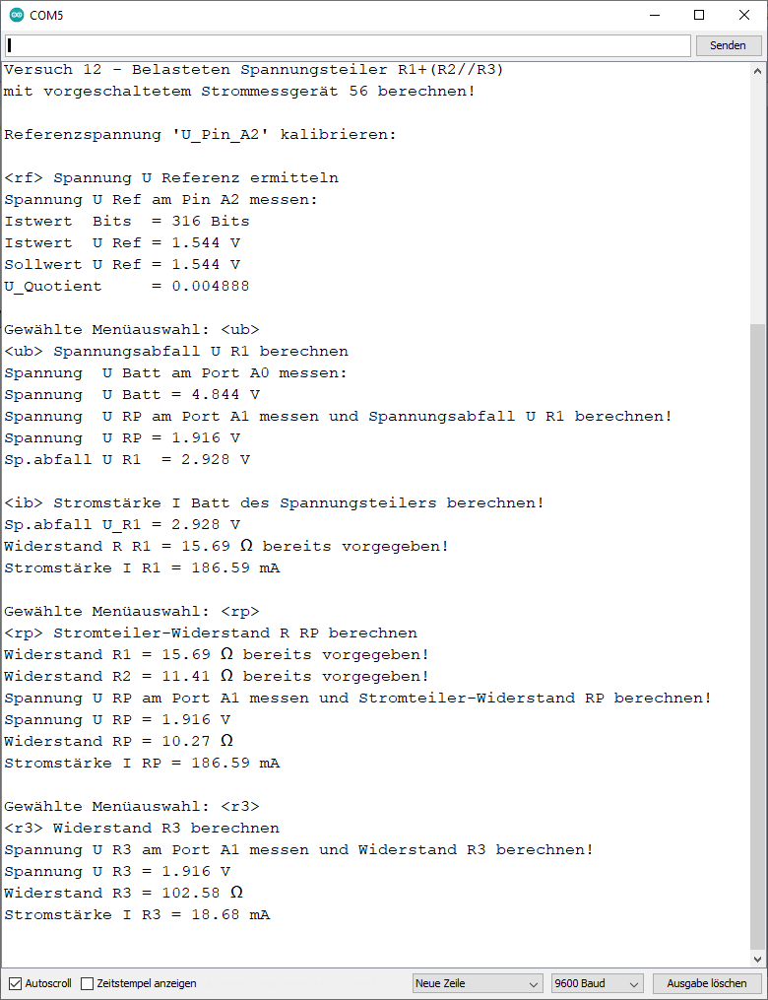 COM5
Senden
Versuch 12 - Belasteten Spannungsteiler R1+(R2//R3)
mit vorgeschaltetem Strommessgerät 56 berechnen!
Referenzspannung 'U_Pin_A2' kalibrieren:
<rf> Spannung U Referenz ermitteln
Spannung U Ref am Pin A2 messen:
Istwert  Bits  = 316 Bits
Istwert  U Ref = 1.544 V
Sollwert U Ref = 1.544 V
U_Quotient     = 0.004888
Gewählte Menüauswahl: <ub>
<ub> Spannungsabfall U R1 berechnen
Spannung  U Batt am Port A0 messen:
Spannung  U Batt = 4.844 V
Spannung  U RP am Port A1 messen und Spannungsabfall U R1 berechnen!
Spannung  U RP = 1.916 V
Sp.abfall U R1  = 2.928 V
<ib> Stromstärke I Batt des Spannungsteilers berechnen!
Sp.abfall U_R1 = 2.928 V
Widerstand R R1 = 15.69 Ω bereits vorgegeben!
Stromstärke I R1 = 186.59 mA
Gewählte Menüauswahl: <rp>
<rp> Stromteiler-Widerstand R RP berechnen
Widerstand R1 = 15.69 Ω bereits vorgegeben!
Widerstand R2 = 11.41 Ω bereits vorgegeben!
Spannung U RP am Port A1 messen und Stromteiler-Widerstand RP berechnen!
Spannung U RP = 1.916 V
Widerstand RP = 10.27 Ω
Stromstärke I RP = 186.59 mA
Gewählte Menüauswahl: <r3>
<r3> Widerstand R3 berechnen
Spannung U R3 am Port A1 messen und Widerstand R3 berechnen!
Spannung U R3 = 1.916 V
Widerstand R3 = 102.58 Ω
Stromstärke I R3 = 18.68 mA
Autoscroll Zeitstempel anzeigen Neue Zeile 9600 Baud Ausgabe löschen